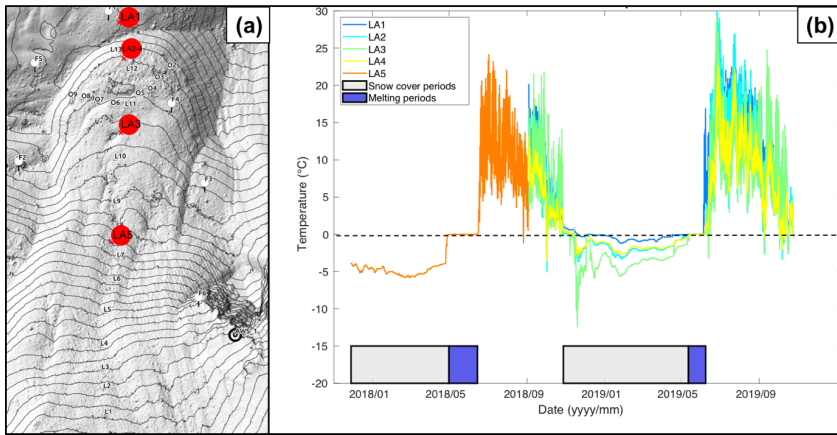 (a)
LA1
F5
L13
LA2
L12
O2
O3
O9
O8
O7
O6
O5
O4
L11
F4
LA3
L10
F2
F3
L9
LA5
L7
L6
F6
L5
L4
L3
L2
L1
(b)
30
25
20
15
10
5
0
-5
-10
-15
-20
Temperature (°C)
LA1
LA2
LA3
LA4
LA5
Snow cover periods
Melting periods
2018/01
2018/05
2018/09
2019/01
2019/05
2019/09
Date (yyyy/mm)